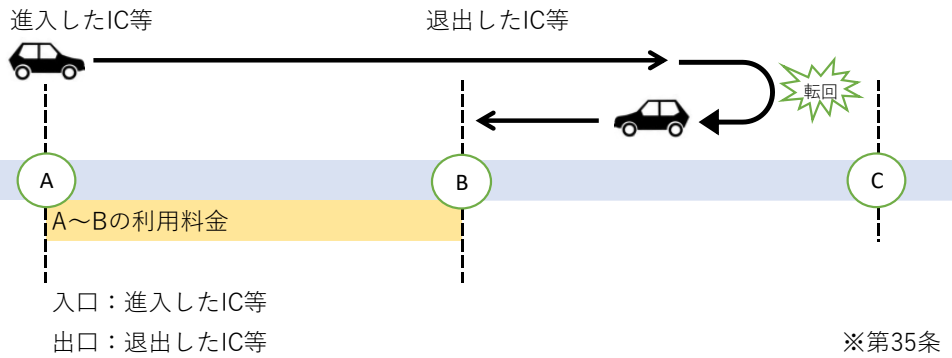 進入したIC等
退出したIC等
転回
A
B
C
A～Bの利用料金
入口：進入したIC等
出口：退出したIC等
※第35条